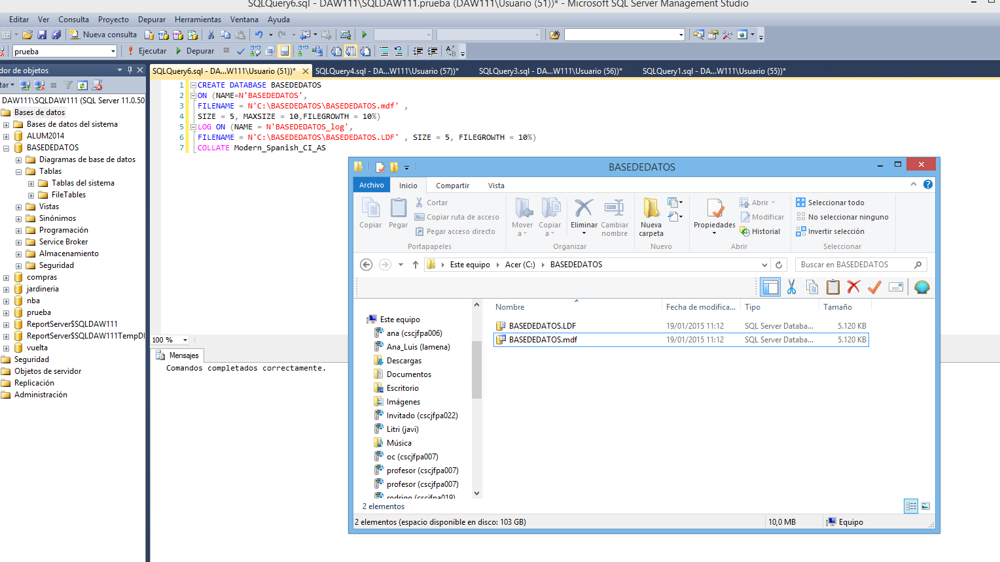 SQLQuery6.sql - DAW111\SQLDAW111.prueba (DAW111\Usuario (51))* - Microsoft SQL Server Management Studio
Editar Ver Consulta Proyecto Depurar Herramientas Ventana Ayuda
Nueva consulta
prueba Ejecutar Depurar
dor de objetos
tar
DAW111\SQLDAW111 (SQL Server 11.0.50
Bases de datos
Bases de datos del sistema
ALUM2014
BASEDEDATOS
Diagramas de base de datos
Tablas
Tablas del sistema
FileTables
Vistas
Sinónimos
Programación
Service Broker
Almacenamiento
Seguridad
compras
jardineria
nba
prueba
ReportServer$SQLDAW111
ReportServer$SQLDAW111TempDI
vuelta
Seguridad
Objetos de servidor
Replicación
Administración
SQLQuery6.sql - DA...W111\Usuario (51))* SQLQuery4.sql - DA...W111\Usuario (57))* SQLQuery3.sql - DA...W111\Usuario (56))* SQLQuery1.sql - DA...W111\Usuario (55))*
1 CREATE DATABASE BASEDEDATOS
2 ON (NAME=N'BASEDEDATOS',
3 FILENAME = N'C:\BASEDEDATOS\BASEDEDATOS.mdf' ,
4 SIZE = 5, MAXSIZE = 10,FILEGROWTH = 10%)
5 LOG ON (NAME = N'BASEDEDATOS_log',
6 FILENAME = N'C:\BASEDEDATOS\BASEDEDATOS.LDF' , SIZE = 5, FILEGROWTH = 10%)
7 COLLATE Modern_Spanish_CI_AS
100 %
Mensajes
Comandos completados correctamente.
BASEDEDATOS
Archivo Inicio Compartir Vista
Copiar
Pegar
Cortar
Copiar ruta de acceso
Pegar acceso directo
Portapapeles
Mover a
Copiar a
Eliminar
Cambiar nombre
Organizar
Nueva carpeta
Nuevo
Propiedades
Abrir
Modificar
Historial
Abrir
Seleccionar todo
No seleccionar ninguno
Invertir selección
Seleccionar
Este equipo Acer (C:) BASEDEDATOS
Buscar en BASEDEDATOS
Este equipo
ana (cscjfpa006)
Ana_Luis (lamena)
Descargas
Documentos
Escritorio
Imágenes
Invitado (cscjfpa022)
Litri (javi)
Música
oc (cscjfpa007)
profesor (cscjfpa007)
profesor (cscjfpa007)
rodrigo (cscjfpa019)
Nombre Fecha de modifica... Tipo Tamaño
BASEDEDATOS.LDF 19/01/2015 11:12 SQL Server Databa... 5.120 KB
BASEDEDATOS.mdf 19/01/2015 11:12 SQL Server Databa... 5.120 KB
2 elementos
2 elementos (espacio disponible en disco: 103 GB) 10,0 MB Equipo